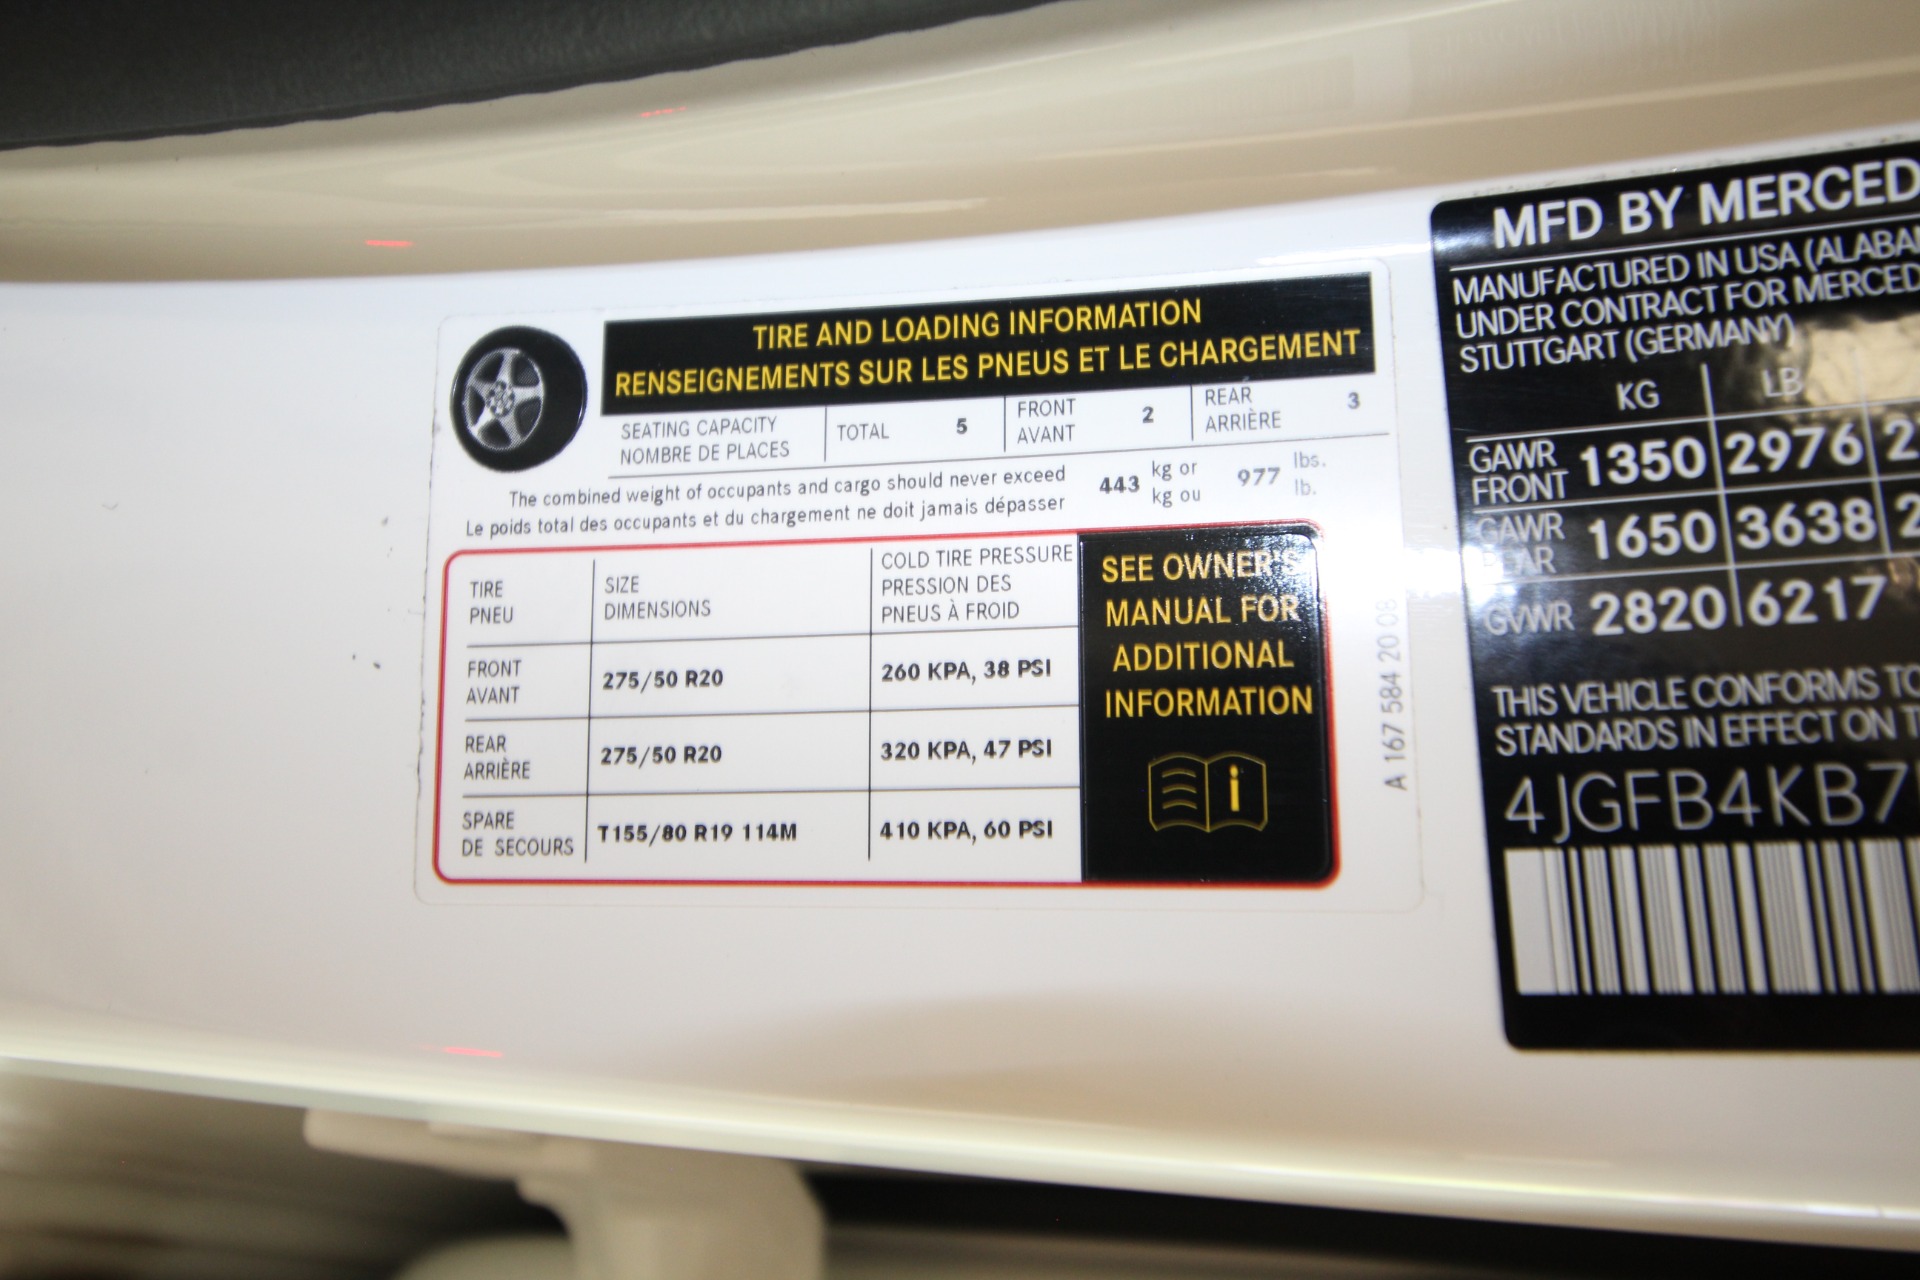 TIRE AND LOADING INFORMATION
RENSEIGNEMENTS SUR LES PNEUS ET LE CHARGEMENT
SEATING CAPACITY
NOMBRE DE PLACES
TOTAL 5
FRONT
AVANT 2
REAR
ARRIÈRE 3
The combined weight of occupants and cargo should never exceed 443 kg or 977 lbs.
Le poids total des occupants et du chargement ne doit jamais dépasser kg ou lb.
TIRE
PNEU
SIZE
DIMENSIONS
COLD TIRE PRESSURE
PRESSION DES
PNEUS À FROID
FRONT
AVANT
275/50 R20
260 KPA, 38 PSI
REAR
ARRIÈRE
275/50 R20
320 KPA, 47 PSI
SPARE
DE SECOURS
T155/80 R19 114M
410 KPA, 60 PSI
SEE OWNER'S
MANUAL FOR
ADDITIONAL
INFORMATION
A 167 584 20 08
MFD BY MERCED
MANUFACTURED IN USA (ALABA
UNDER CONTRACT FOR MERCED
STUTTGART (GERMANY)
KG LB
GAWR
FRONT 1350 2976
GAWR
1650 3638
GVWR 2820 6217
THIS VEHICLE CONFORMS TO
STANDARDS IN EFFECT ON T
4JGFB4KB7